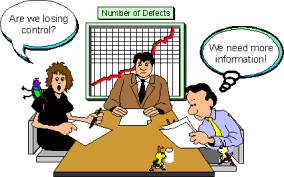 Number of Defects
Are we losing
control?
We need more
information!